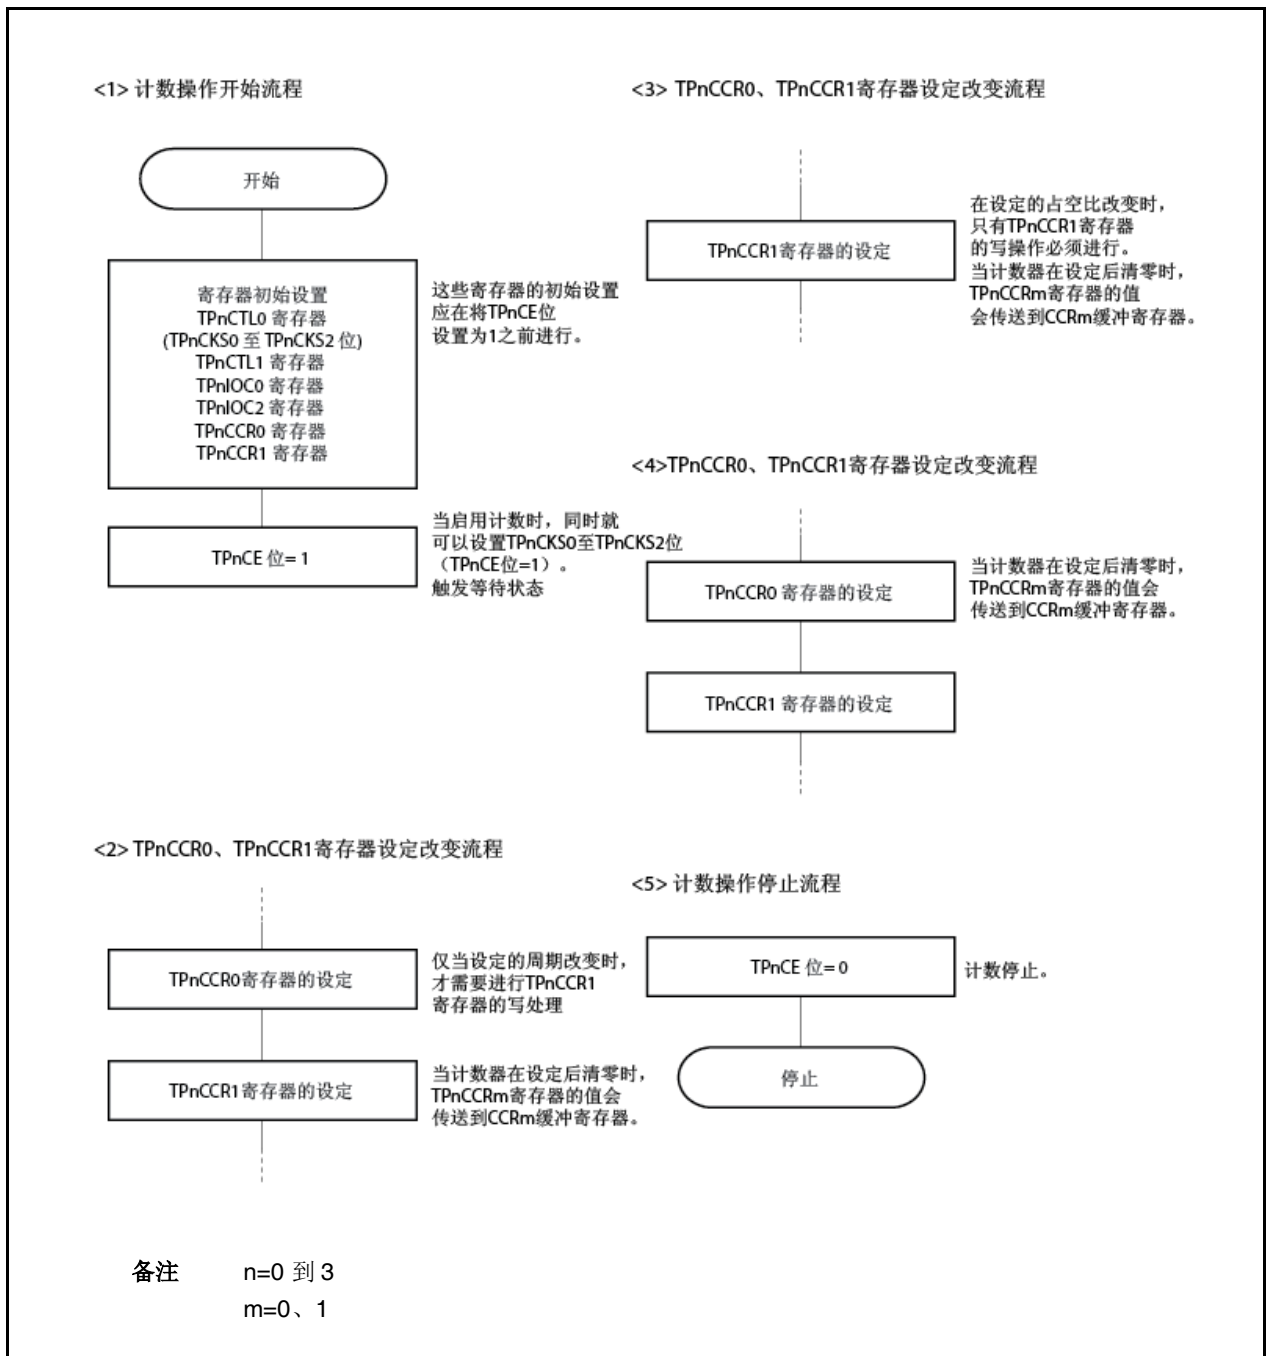 <1> 计数操作开始流程
开始
寄存器初始设置
TPnCTL0 寄存器
(TPnCKS0 至 TPnCKS2 位)
TPnCTL1 寄存器
TPnIOC0 寄存器
TPnIOC2 寄存器
TPnCCR0 寄存器
TPnCCR1 寄存器
这些寄存器的初始设置
应在将TPnCE位
设置为1之前进行。
TPnCE 位= 1
当启用计数时，同时就
可以设置TPnCKS0至TPnCKS2位
（TPnCE位=1）。
触发等待状态
<2> TPnCCR0、TPnCCR1寄存器设定改变流程
TPnCCR0寄存器的设定
仅当设定的周期改变时，
才需要进行TPnCCR1
寄存器的写处理
TPnCCR1寄存器的设定
当计数器在设定后清零时，
TPnCCRm寄存器的值会
传送到CCRm缓冲寄存器。
<3> TPnCCR0、TPnCCR1寄存器设定改变流程
TPnCCR1寄存器的设定
在设定的占空比改变时，
只有TPnCCR1寄存器
的写操作必须进行。
当计数器在设定后清零时，
TPnCCRm寄存器的值
会传送到CCRm缓冲寄存器。
<4>TPnCCR0、TPnCCR1寄存器设定改变流程
TPnCCR0 寄存器的设定
当计数器在设定后清零时，
TPnCCRm寄存器的值会
传送到CCRm缓冲寄存器。
TPnCCR1 寄存器的设定
<5> 计数操作停止流程
TPnCE 位= 0
计数停止。
停止
备注 n=0 到 3
m=0、1